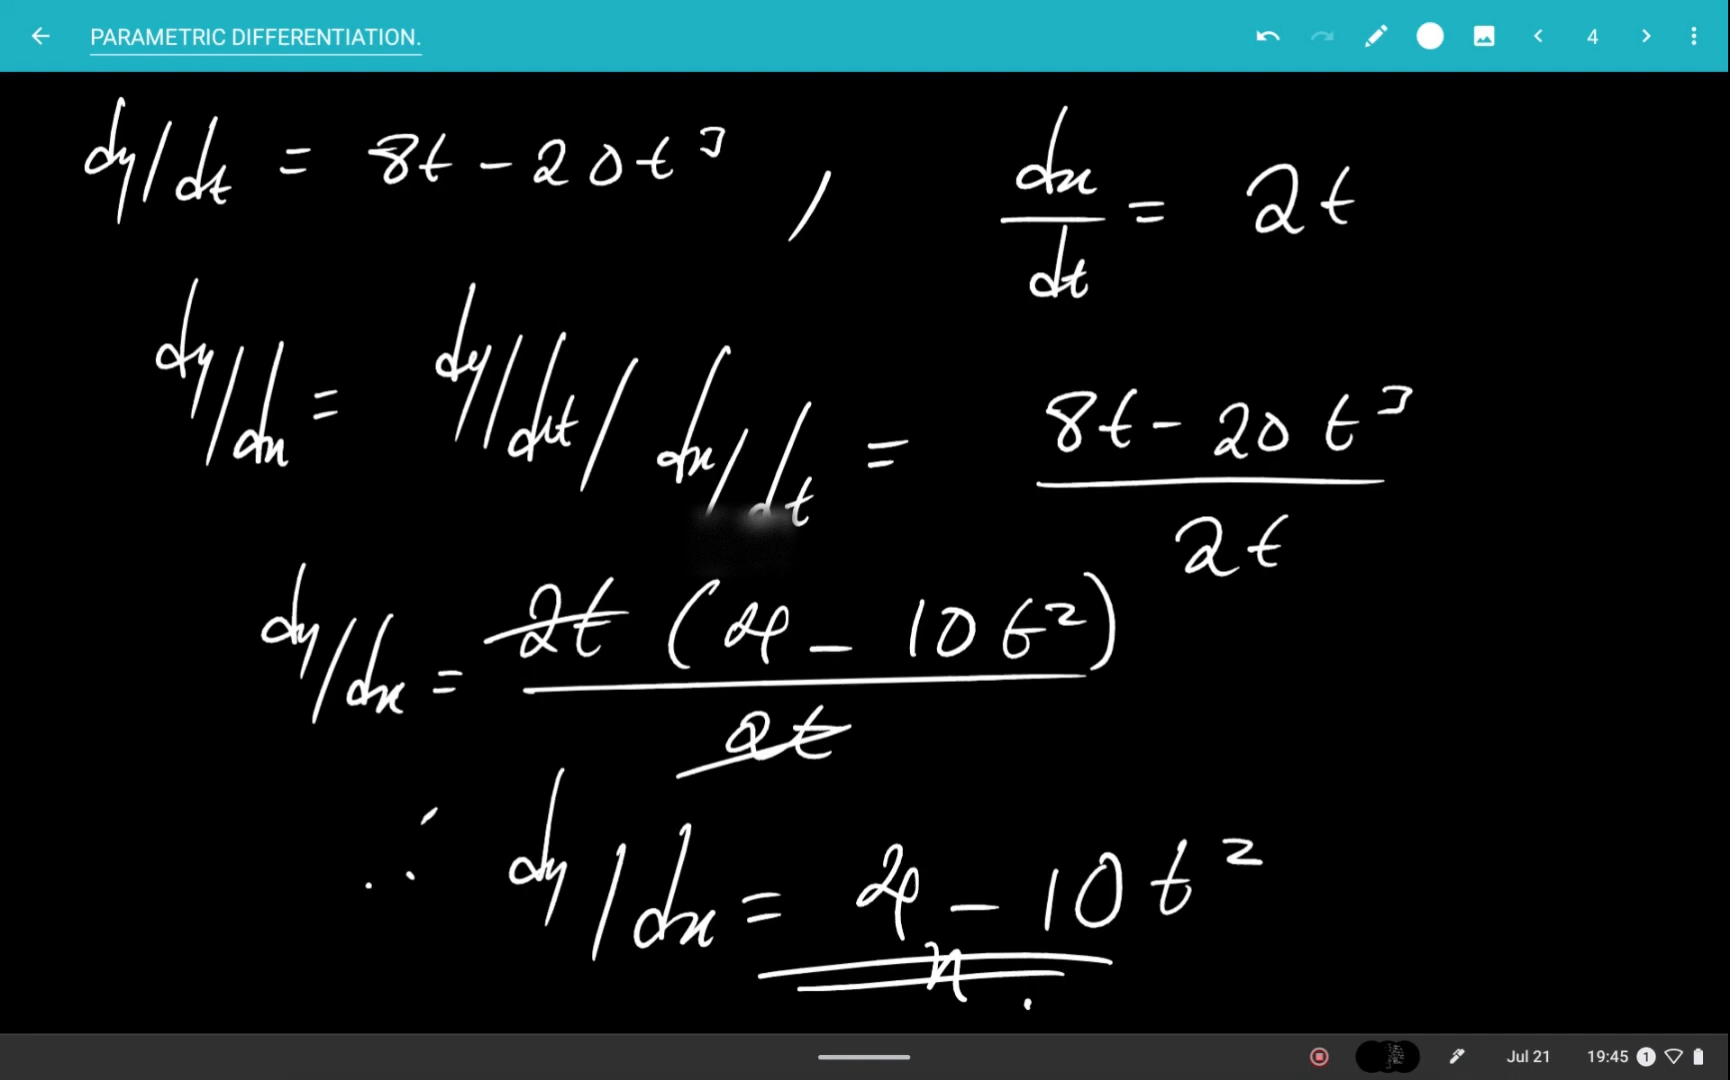 PARAMETRIC DIFFERENTIATION.
4
dy/dt = 8t - 20t³ , dx/dt = 2t
dy/dx = dy/dt / dx/dt = 8t - 20t³ / 2t
dy/dx = 2t (4 - 10t²) / 2t
∴ dy/dx = 4 - 10t²
Jul 21 19:45 1